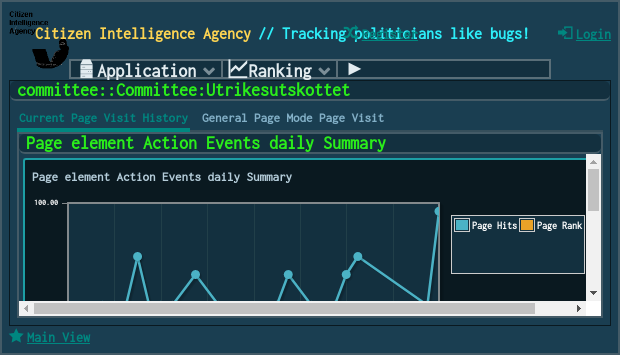 Citizen
Intelligence
Agency
Citizen Intelligence Agency // Tracking politicians like bugs!
Login
Application
Ranking
committee::Committee:Utrikesutskottet
Current Page Visit History
General Page Mode Page Visit
Page element Action Events daily Summary
Page element Action Events daily Summary
100.00
Page Hits
Page Rank
Main View